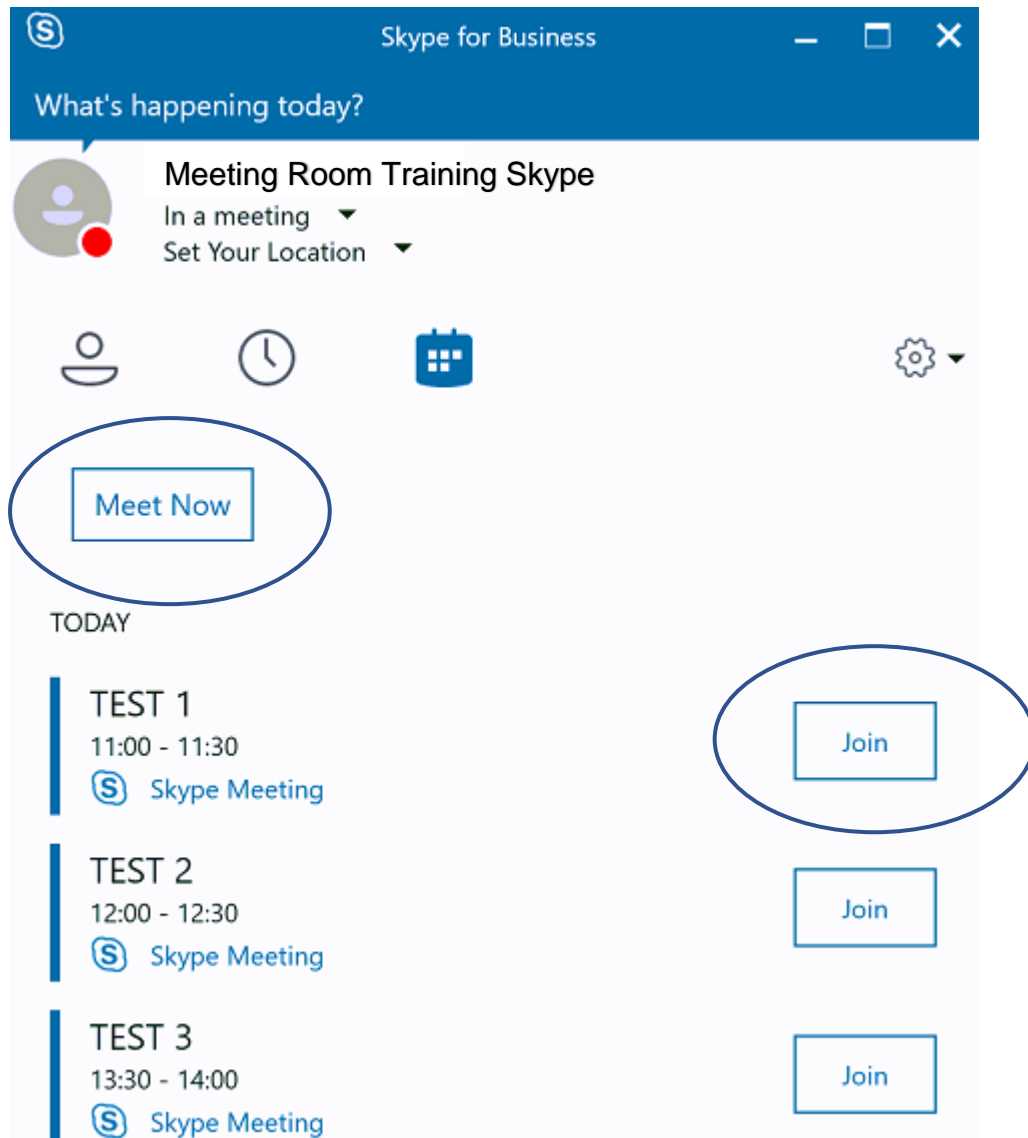 Skype for Business
What's happening today?
Meeting Room Training Skype
In a meeting
Set Your Location
Meet Now
TODAY
TEST 1
11:00 - 11:30
Join
S Skype Meeting
TEST 2
12:00 - 12:30
Join
S Skype Meeting
TEST 3
13:30 - 14:00
Join
S Skype Meeting